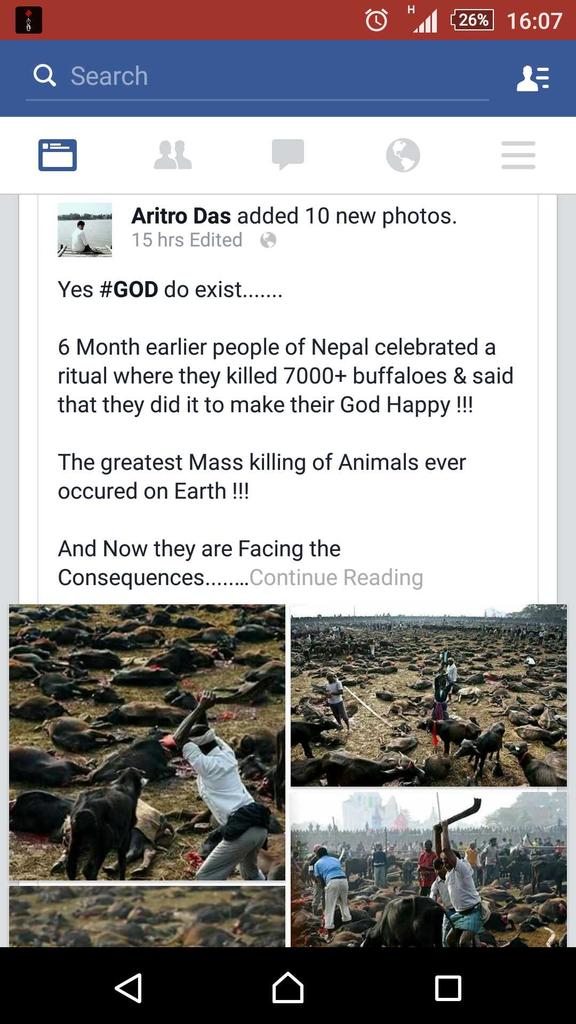 H 26% 16:07
Search
Aritro Das added 10 new photos.
15 hrs Edited
Yes #GOD do exist.......
6 Month earlier people of Nepal celebrated a
ritual where they killed 7000+ buffaloes & said
that they did it to make their God Happy !!!
The greatest Mass killing of Animals ever
occured on Earth !!!
And Now they are Facing the
Consequences........Continue Reading